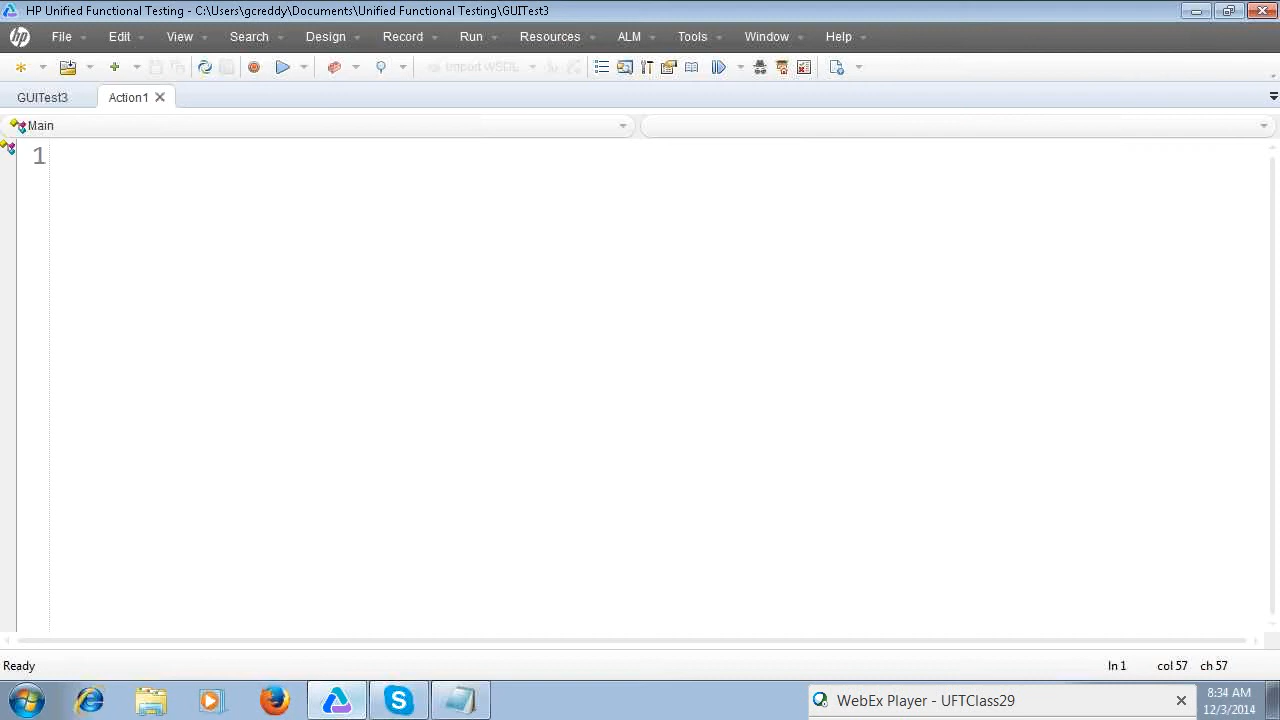 HP Unified Functional Testing - C:\Users\gcreddy\Documents\Unified Functional Testing\GUITest3
hp File Edit View Search Design Record Run Resources ALM Tools Window Help
Import WSDL
GUITest3 Action1
Main
1
Ready ln 1 col 57 ch 57
WebEx Player - UFTClass29
8:34 AM
12/3/2014